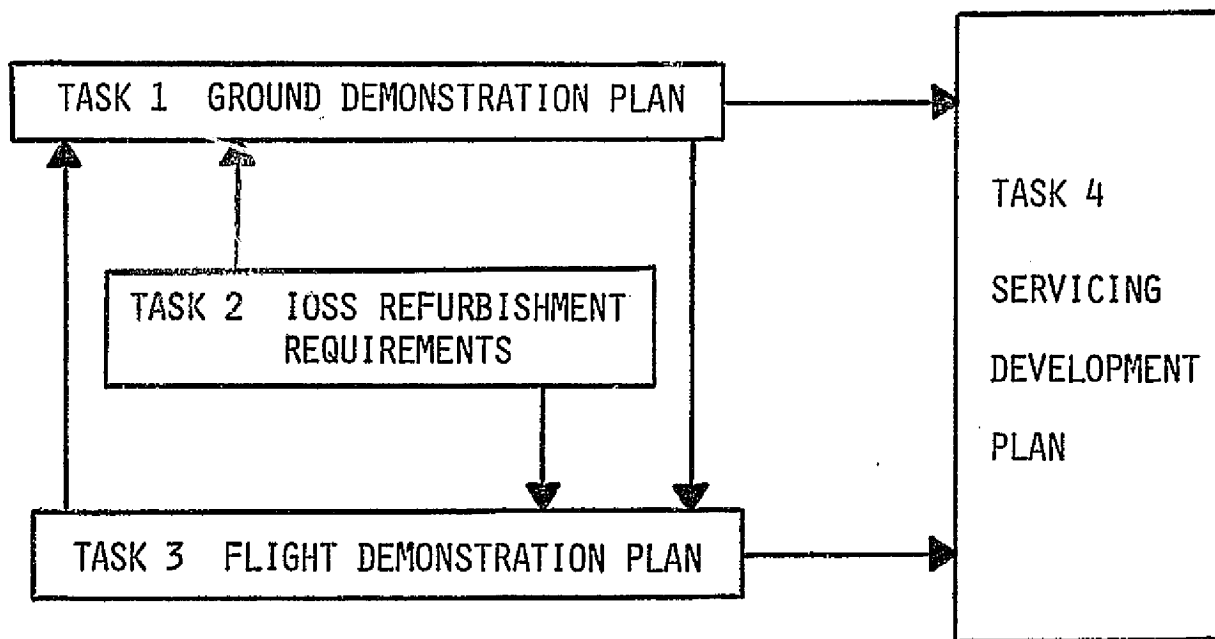 TASK 1 GROUND DEMONSTRATION PLAN
TASK 2 IOSS REFURBISHMENT
REQUIREMENTS
TASK 3 FLIGHT DEMONSTRATION PLAN
TASK 4
SERVICING
DEVELOPMENT
PLAN